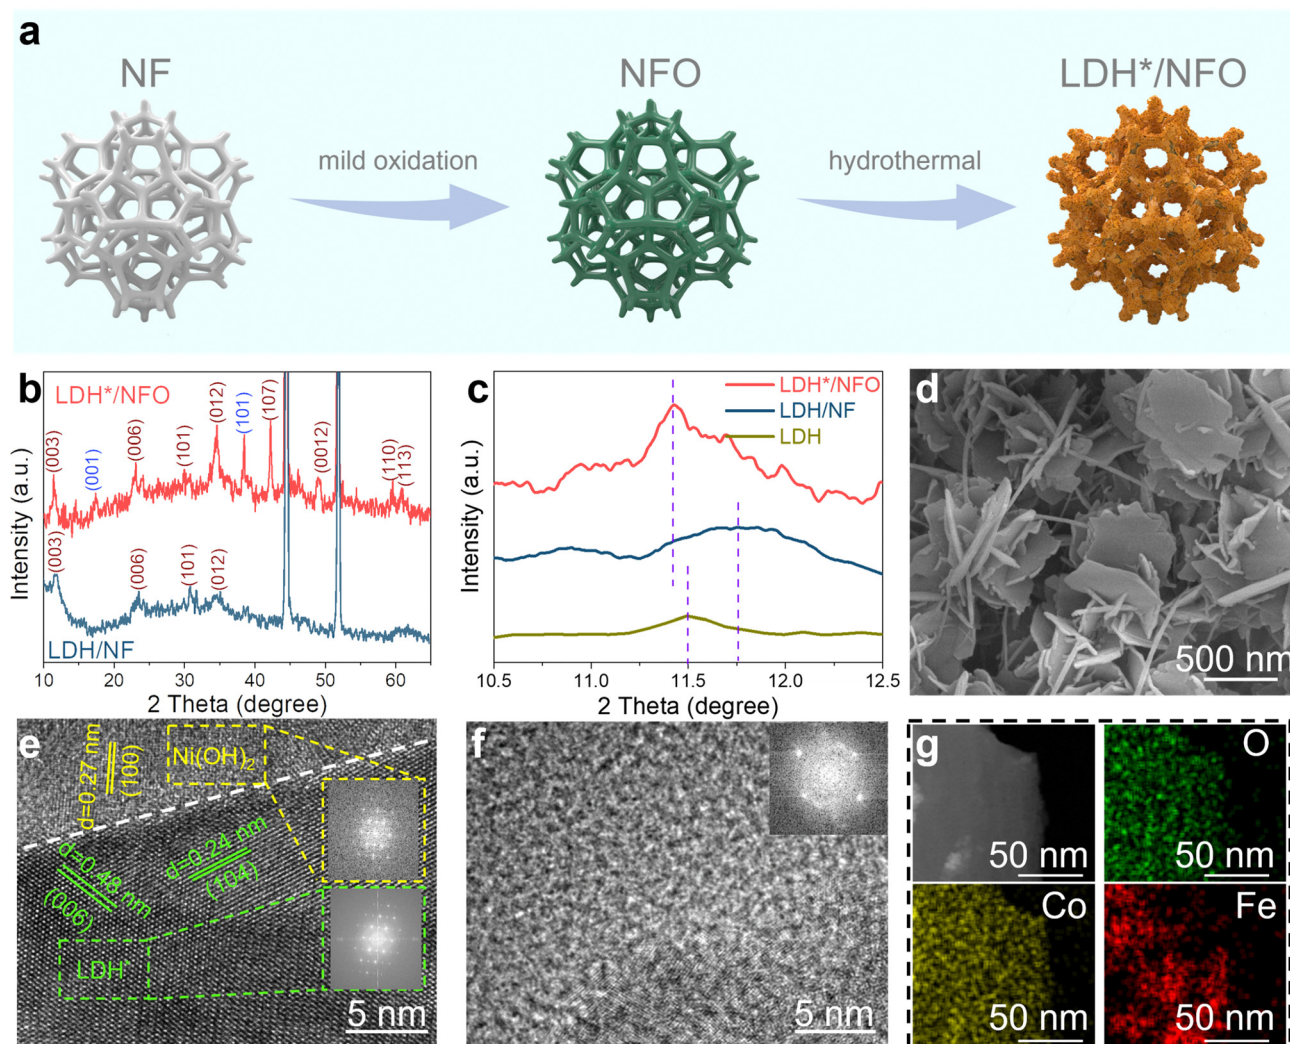 a
NF
NFO
LDH*/NFO
mild oxidation
hydrothermal
b
LDH*/NFO
(003)
(001)
(006)
(101)
(012)
(101)
(107)
(0012)
(110)
(113)
(003)
(006)
(101)
(012)
LDH/NF
Intensity (a.u.)
10 20 30 40 50 60
2 Theta (degree)
c
LDH*/NFO
LDH/NF
LDH
Intensity (a.u.)
10.5 11.0 11.5 12.0 12.5
2 Theta (degree)
d
500 nm
e
d=0.27 nm
(100)
Ni(OH)₂
d=0.24 nm
(104)
d=0.48 nm
(006)
LDH*
5 nm
f
5 nm
g
50 nm
O
50 nm
Co
50 nm
Fe
50 nm